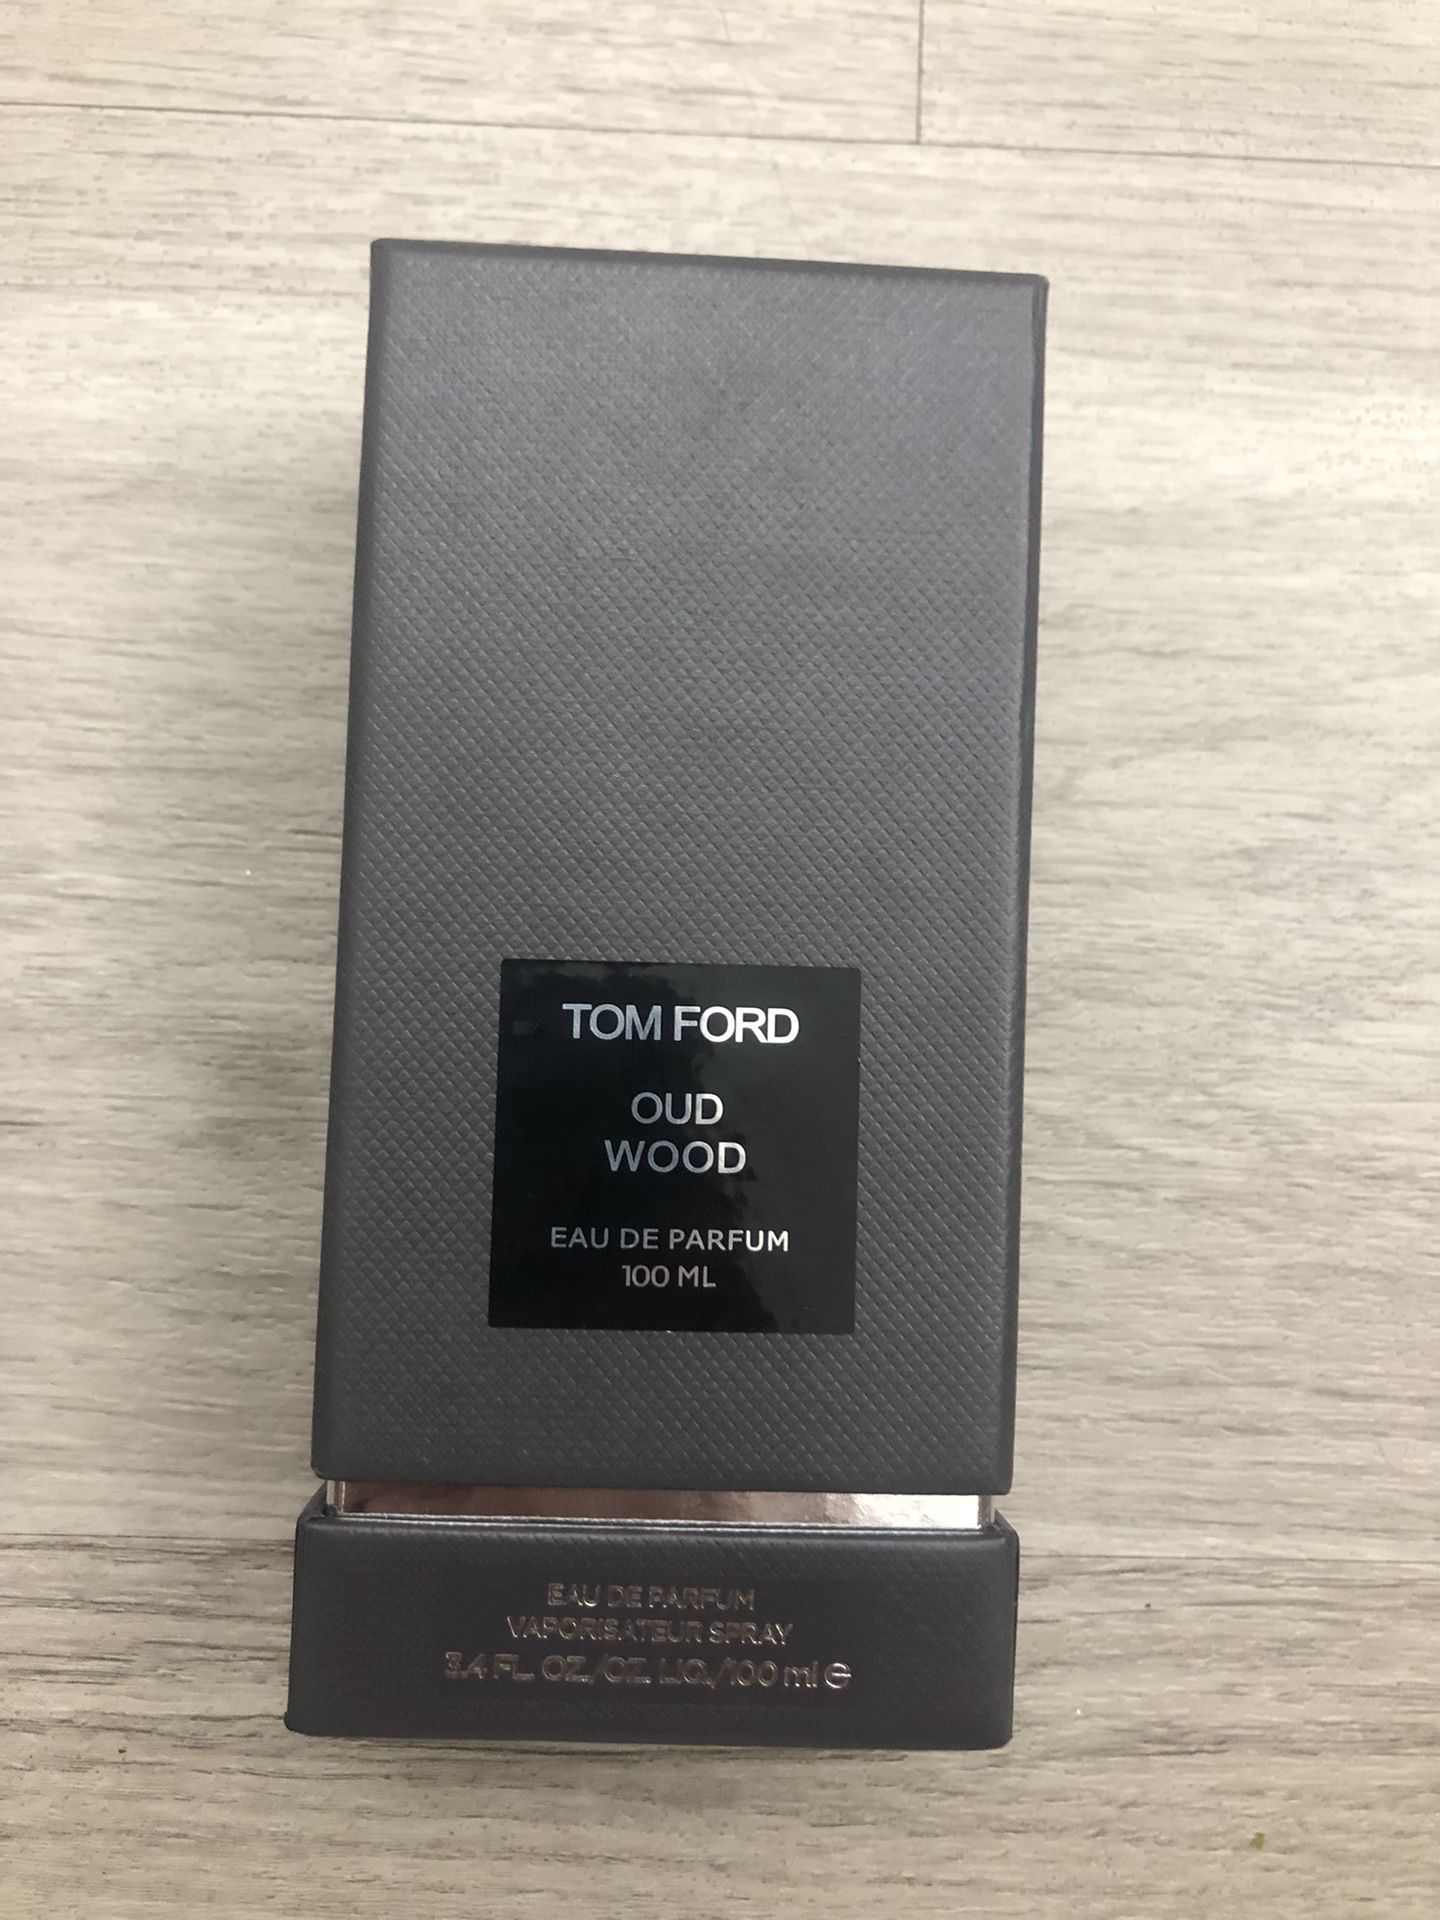 TOM FORD
OUD
WOOD
EAU DE PARFUM
100 ML
EAU DE PARFUM
VAPORISATEUR SPRAY
3.4 FL. OZ./OZ. LIQ./100 ml ℮